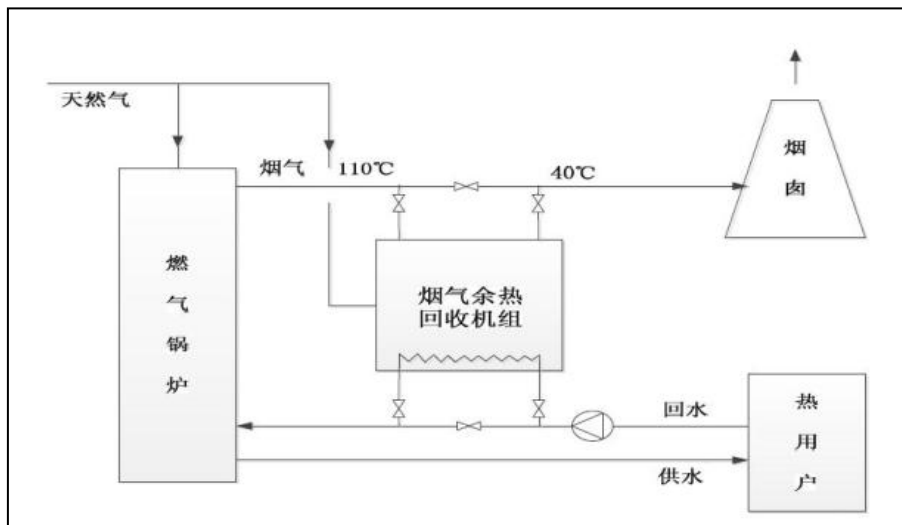 天然气
烟气
110℃
40℃
烟
囱
燃
气
锅
炉
烟气余热
回收机组
回水
供水
热
用
户